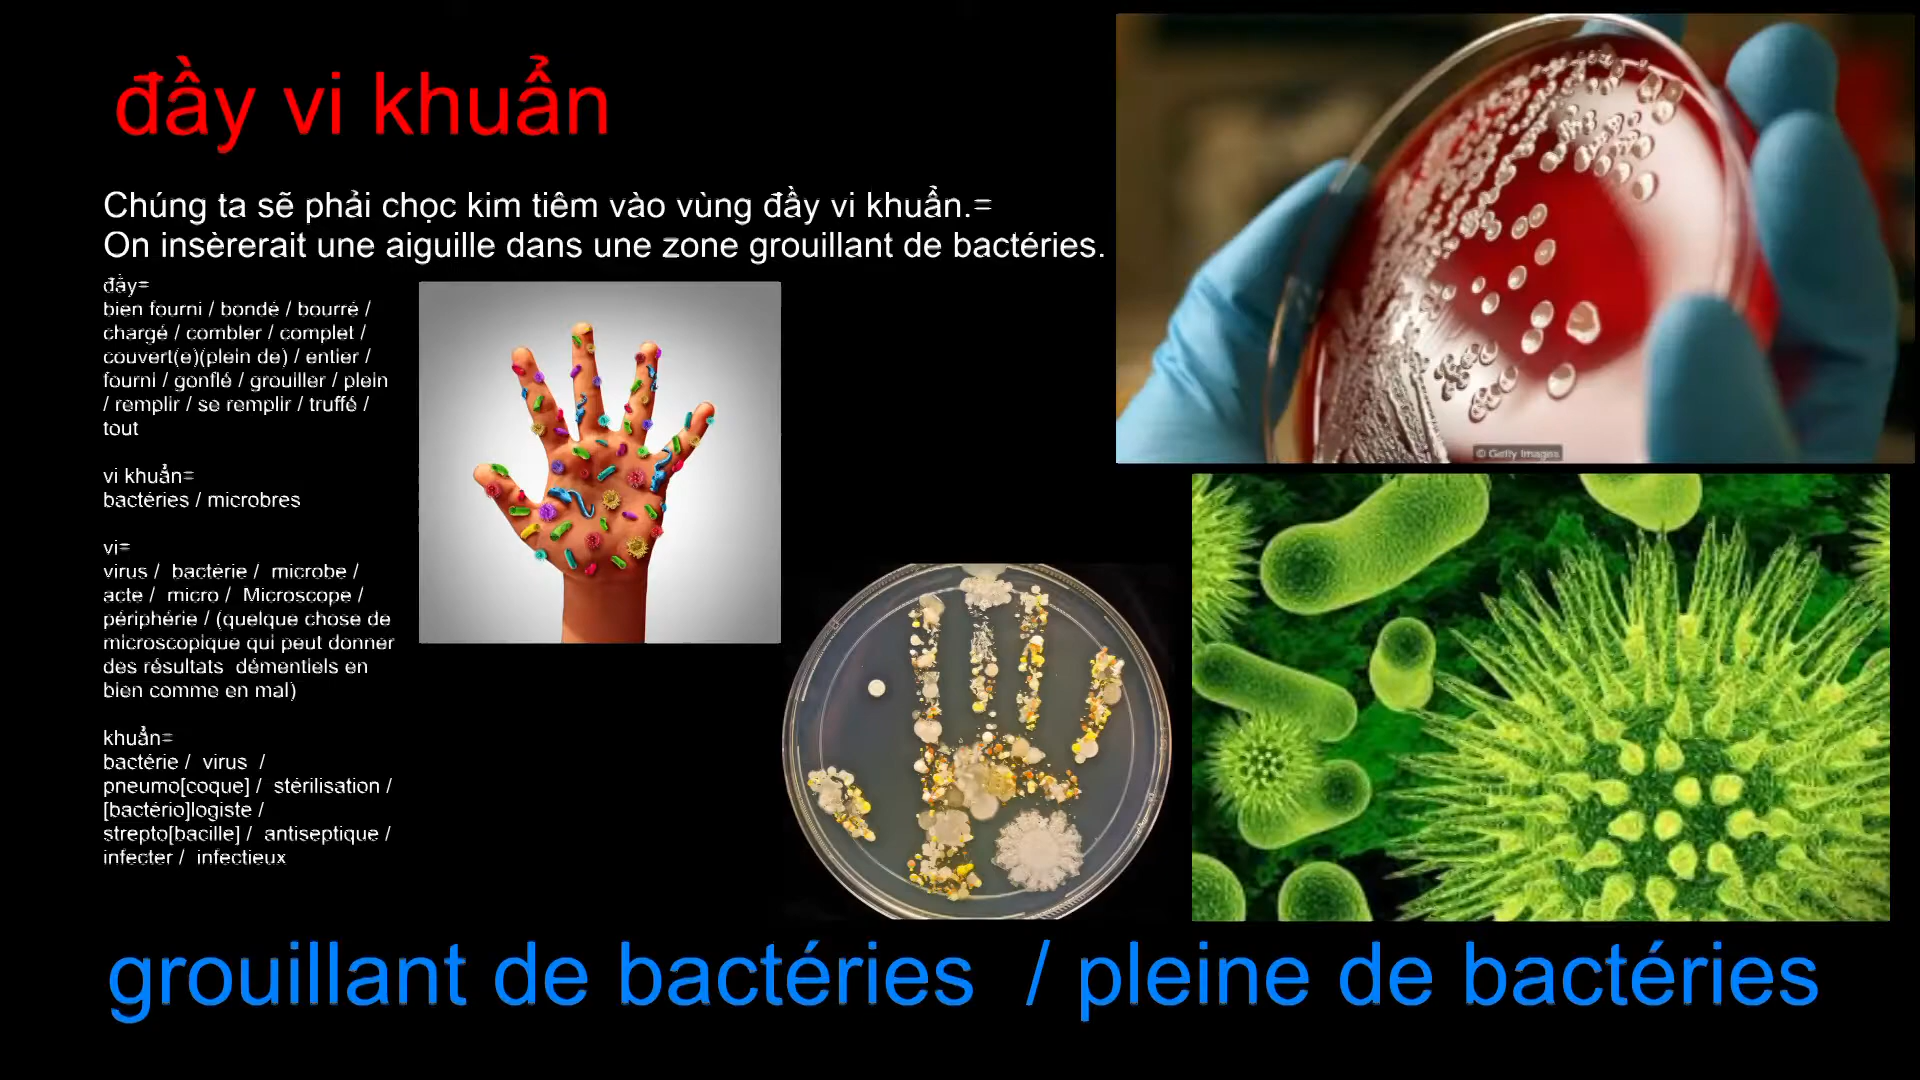 đầy vi khuẩn
Chúng ta sẽ phải chọc kim tiêm vào vùng đầy vi khuẩn.=
On insèrerait une aiguille dans une zone grouillant de bactéries.
đầy=
bien fourni / bondé / bourré /
chargé / combler / complet /
couvert(e)(plein de) / entier /
fourni / gonflé / grouiller / plein
/ remplir / se remplir / truffé /
tout
vi khuẩn=
bactéries / microbres
vi=
virus /  bactérie /  microbe /
acte /  micro /  Microscope /
périphérie / (quelque chose de
microscopique qui peut donner
des résultats  démentiels en
bien comme en mal)
khuẩn=
bactérie /  virus  /
pneumo[coque] /  stérilisation /
[bactério]logiste /
strepto[bacille] /  antiseptique /
infecter /  infectieux
© Getty Images
grouillant de bactéries  / pleine de bactéries